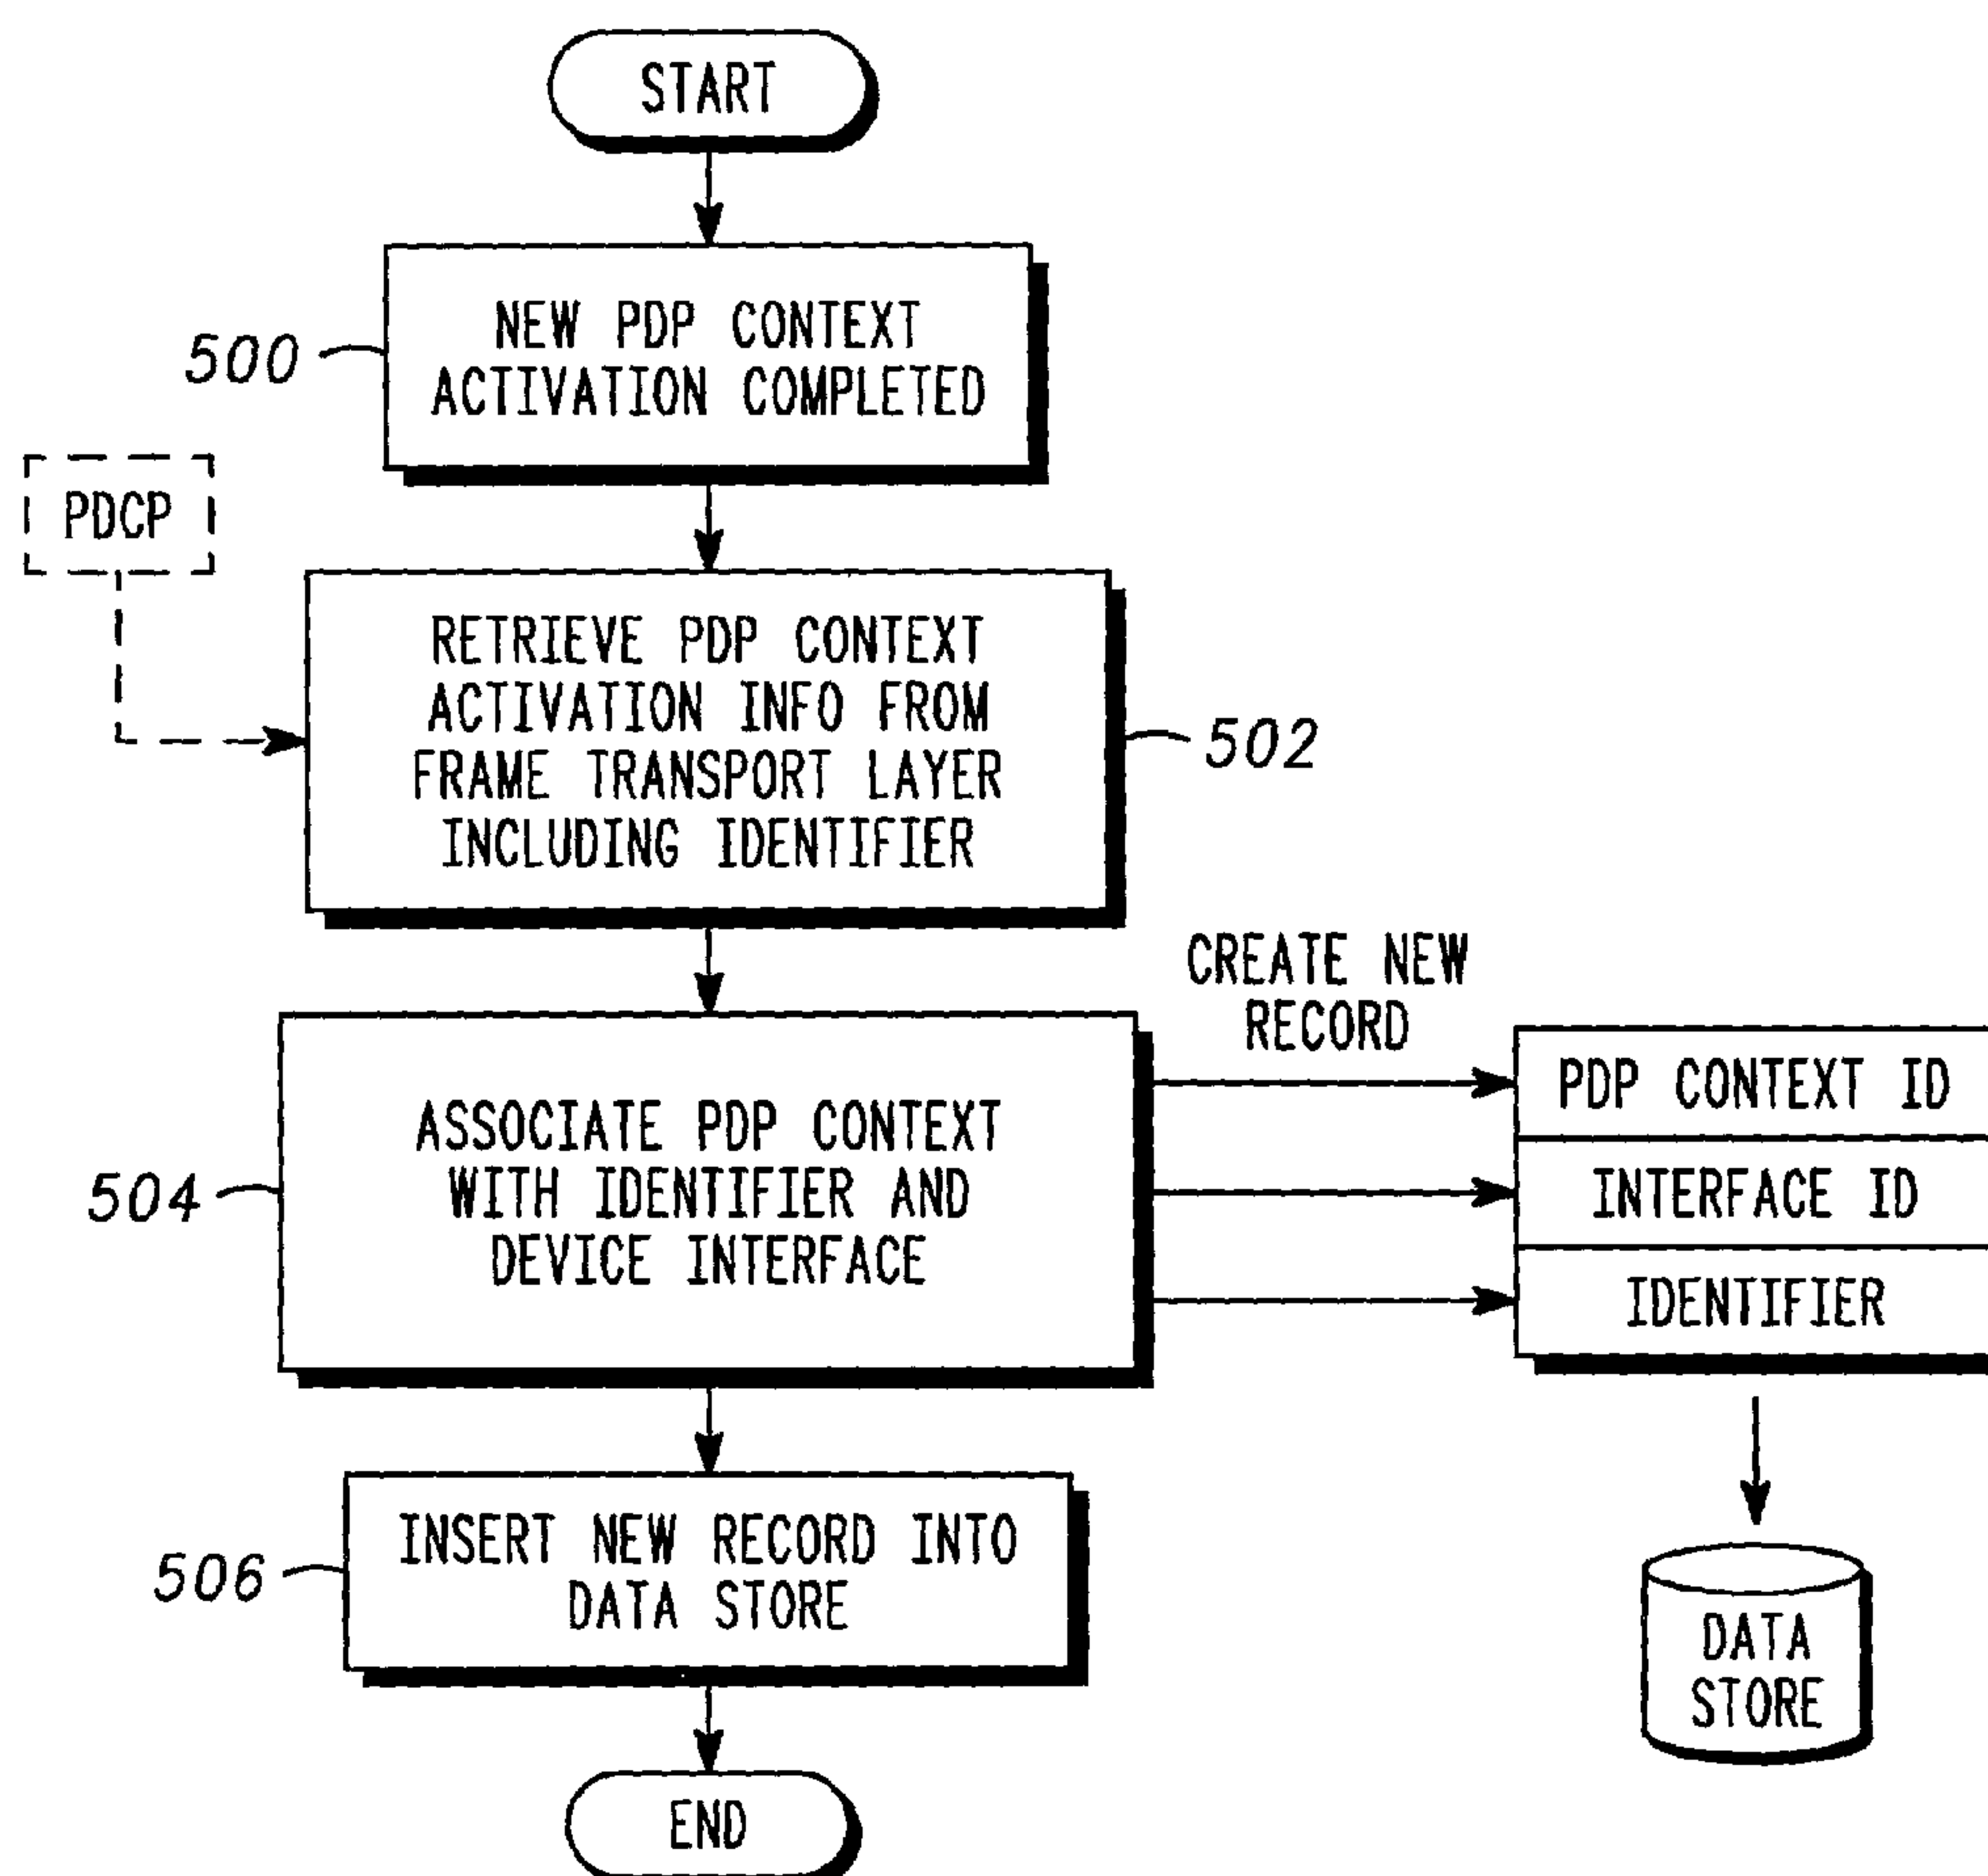 START
500
NEW PDP CONTEXT
ACTIVATION COMPLETED
PDCP
RETRIEVE PDP CONTEXT
ACTIVATION INFO FROM
FRAME TRANSPORT LAYER
INCLUDING IDENTIFIER
502
CREATE NEW
RECORD
504
ASSOCIATE PDP CONTEXT
WITH IDENTIFIER AND
DEVICE INTERFACE
PDP CONTEXT ID
INTERFACE ID
IDENTIFIER
506
INSERT NEW RECORD INTO
DATA STORE
DATA
STORE
END